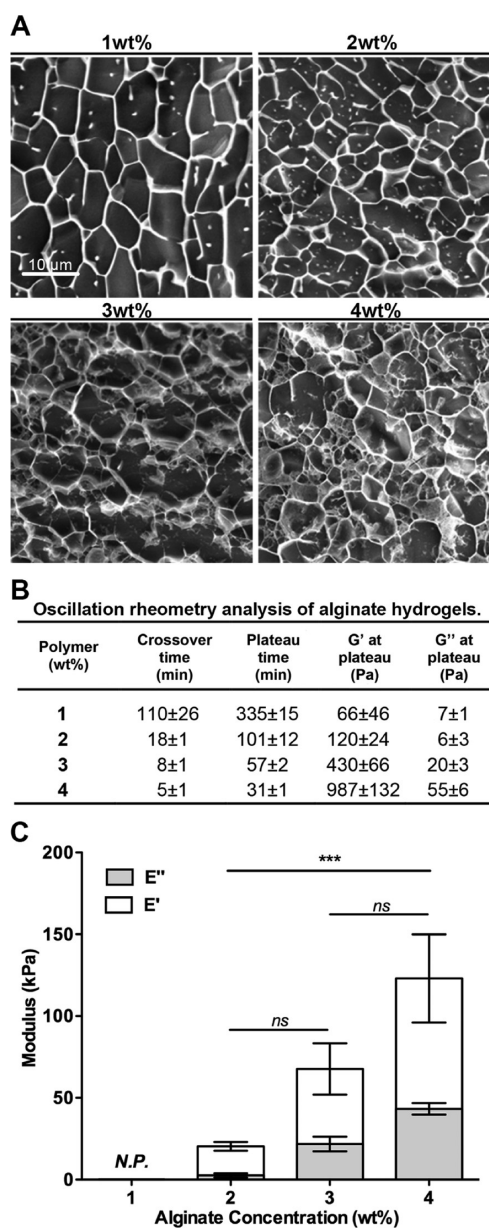 A
1wt% 2wt%
10 µm
3wt% 4wt%
B
Oscillation rheometry analysis of alginate hydrogels.
Polymer (wt%) Crossover time (min) Plateau time (min) G' at plateau (Pa) G'' at plateau (Pa)
1 110±26 335±15 66±46 7±1
2 18±1 101±12 120±24 6±3
3 8±1 57±2 430±66 20±3
4 5±1 31±1 987±132 55±6
C
200
150
100
50
0
Modulus (kPa)
E''
E'
***
ns
ns
N.P.
1 2 3 4
Alginate Concentration (wt%)